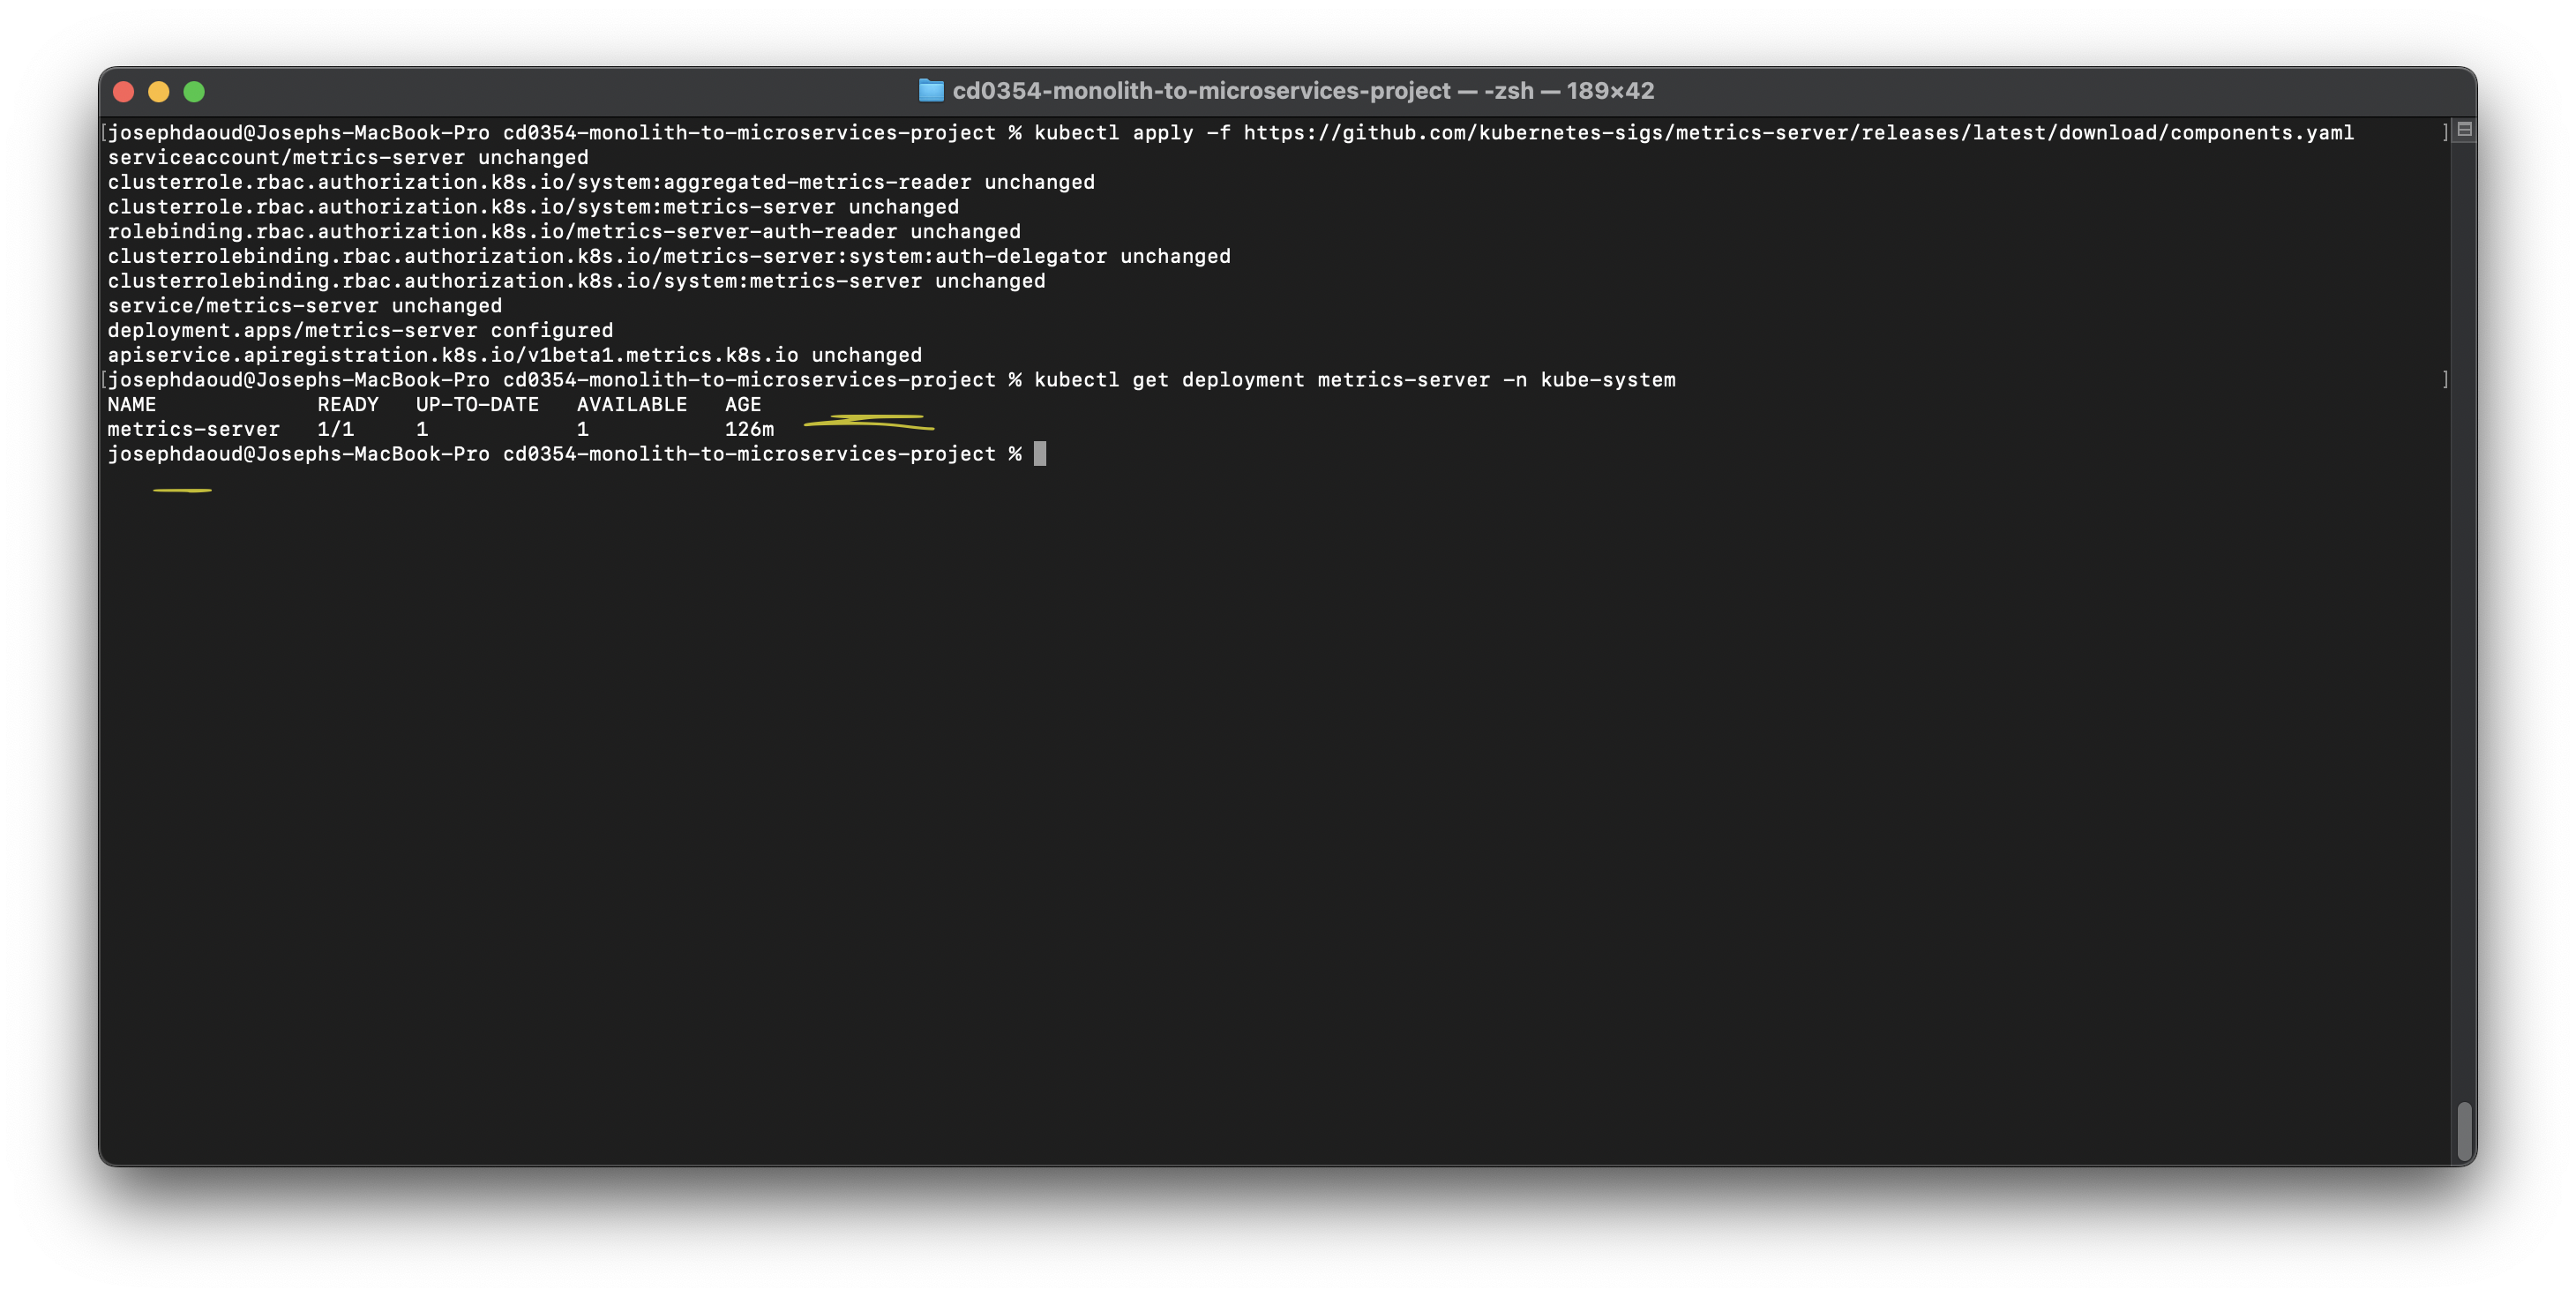 cd0354-monolith-to-microservices-project — -zsh — 189×42
[josephdaoud@Josephs-MacBook-Pro cd0354-monolith-to-microservices-project % kubectl apply -f https://github.com/kubernetes-sigs/metrics-server/releases/latest/download/components.yaml ]
serviceaccount/metrics-server unchanged
clusterrole.rbac.authorization.k8s.io/system:aggregated-metrics-reader unchanged
clusterrole.rbac.authorization.k8s.io/system:metrics-server unchanged
rolebinding.rbac.authorization.k8s.io/metrics-server-auth-reader unchanged
clusterrolebinding.rbac.authorization.k8s.io/metrics-server:system:auth-delegator unchanged
clusterrolebinding.rbac.authorization.k8s.io/system:metrics-server unchanged
service/metrics-server unchanged
deployment.apps/metrics-server configured
apiservice.apiregistration.k8s.io/v1beta1.metrics.k8s.io unchanged
[josephdaoud@Josephs-MacBook-Pro cd0354-monolith-to-microservices-project % kubectl get deployment metrics-server -n kube-system ]
NAME READY UP-TO-DATE AVAILABLE AGE
metrics-server 1/1 1 1 126m
josephdaoud@Josephs-MacBook-Pro cd0354-monolith-to-microservices-project %